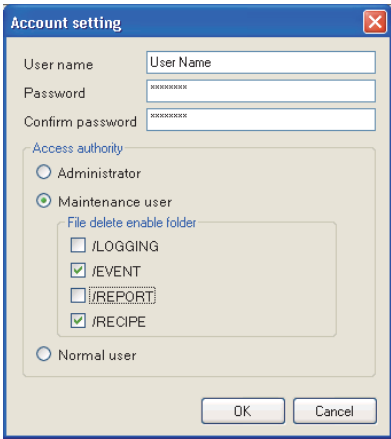 Account setting
User name User Name
Password ********
Confirm password ********
Access authority
Administrator
Maintenance user
File delete enable folder
/LOGGING
/EVENT
/REPORT
/RECIPE
Normal user
OK Cancel